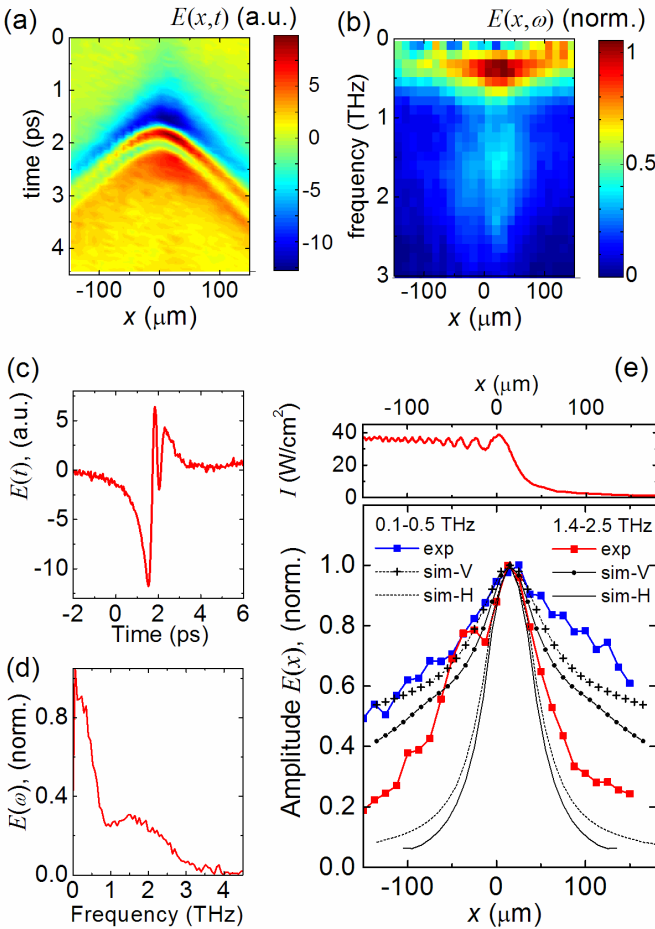 (a) E(x,t) (a.u.)
time (ps)
0
1
2
3
4
-100 0 100
x (µm)
10
5
0
-5
-10
(b) E(x,ω) (norm.)
frequency (THz)
0
1
2
3
-100 0 100
x (µm)
1
0.5
0
(c)
E(t), (a.u.)
5
0
-5
-10
-2 0 2 4 6
Time (ps)
(d)
E(ω), (norm.)
0.8
0.4
0.0
0 1 2 3 4
Frequency (THz)
(e)
x (µm)
-100 0 100
I (W/cm²)
40
20
0
0.1-0.5 THz 1.4-2.5 THz
exp exp
sim-V sim-V
sim-H sim-H
Amplitude E(x), (norm.)
1.0
0.8
0.6
0.4
0.2
0.0
-100 0 100
x (µm)